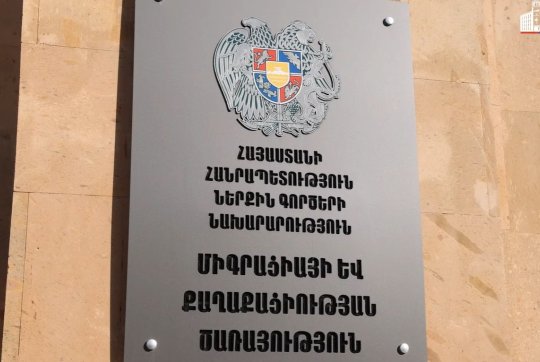 ՀԱՅԱՍՏԱՆԻ
ՀԱՆՐԱՊԵՏՈՒԹՅՈՒՆ
ՆԵՐՔԻՆ ԳՈՐԾԵՐԻ
ՆԱԽԱՐԱՐՈՒԹՅՈՒՆ
ՄԻԳՐԱՑԻԱՅԻ ԵՎ
ՔԱՂԱՔԱՑԻՈՒԹՅԱՆ
ԾԱՌԱՅՈՒԹՅՈՒՆ